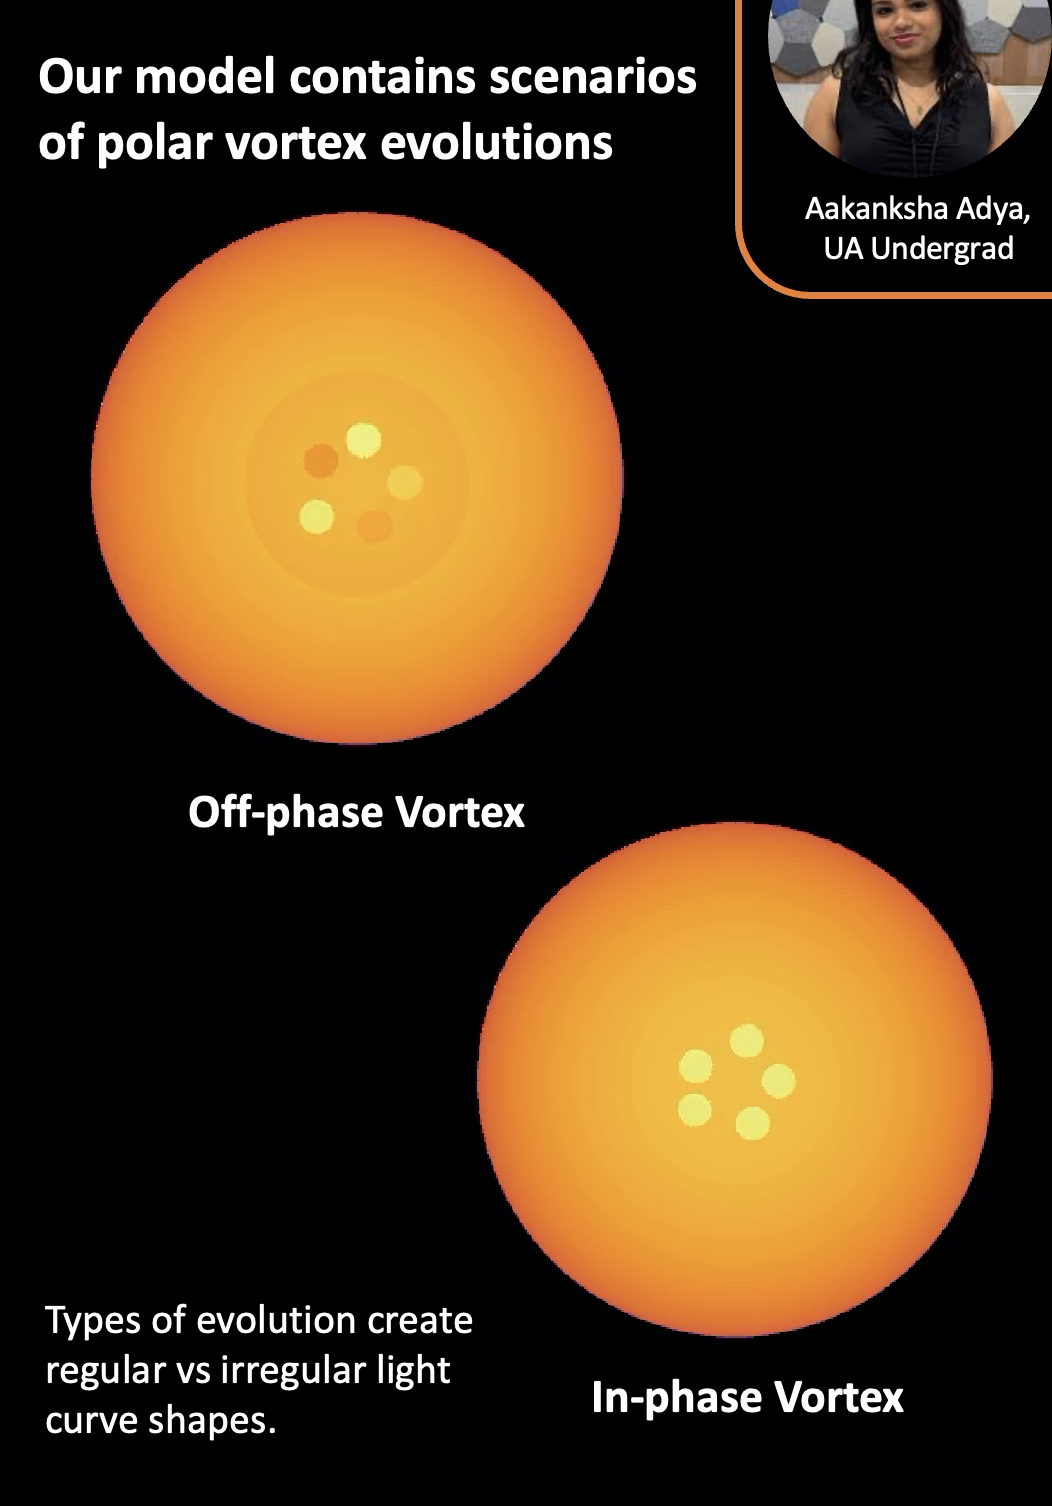 Our model contains scenarios
of polar vortex evolutions
Aakanksha Adya,
UA Undergrad
Off-phase Vortex
Types of evolution create
regular vs irregular light
curve shapes.
In-phase Vortex